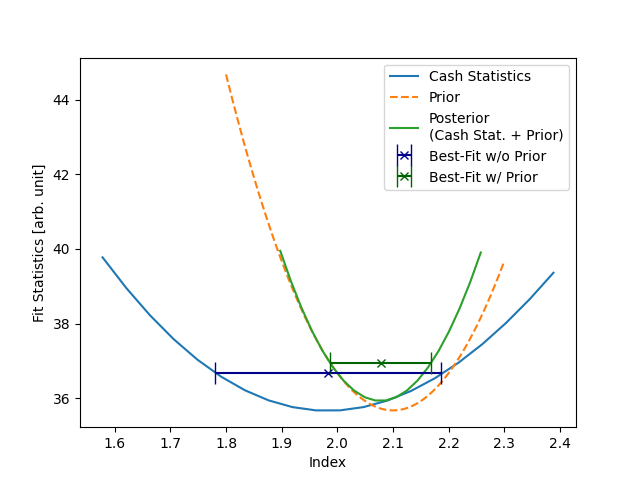 Cash Statistics
Prior
Posterior
(Cash Stat. + Prior)
Best-Fit w/o Prior
Best-Fit w/ Prior
Fit Statistics [arb. unit]
44
42
40
38
36
1.6 1.7 1.8 1.9 2.0 2.1 2.2 2.3 2.4
Index